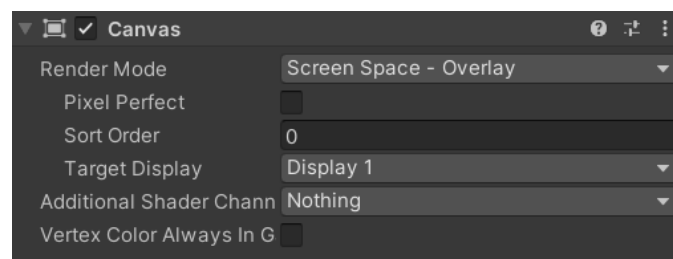 Canvas
Render Mode Screen Space - Overlay
Pixel Perfect
Sort Order 0
Target Display Display 1
Additional Shader Chann Nothing
Vertex Color Always In G